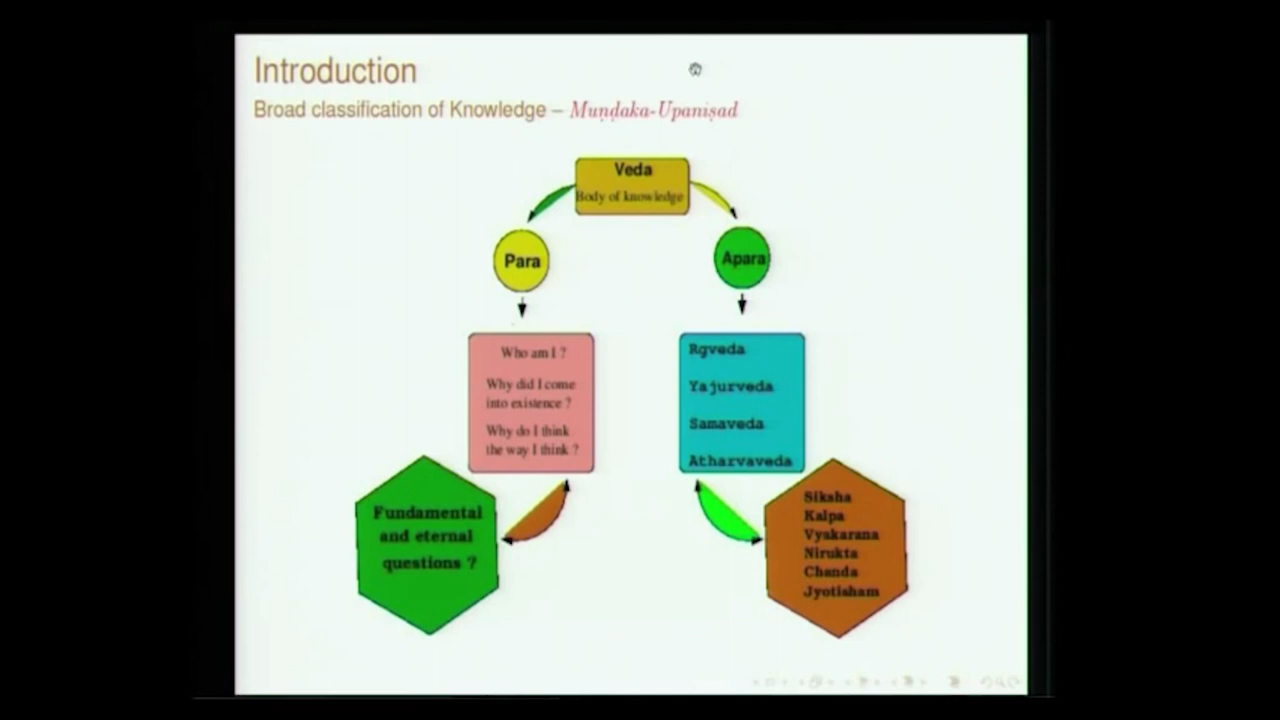 Introduction
Broad classification of Knowledge – Muṇḍaka-Upaniṣad
Veda
Body of knowledge
Para
Apara
Who am I ?
Why did I come
into existence ?
Why do I think
the way I think ?
Rgveda
Yajurveda
Samaveda
Atharvaveda
Fundamental
and eternal
questions ?
Siksha
Kalpa
Vyakarana
Nirukta
Chanda
Jyotisham